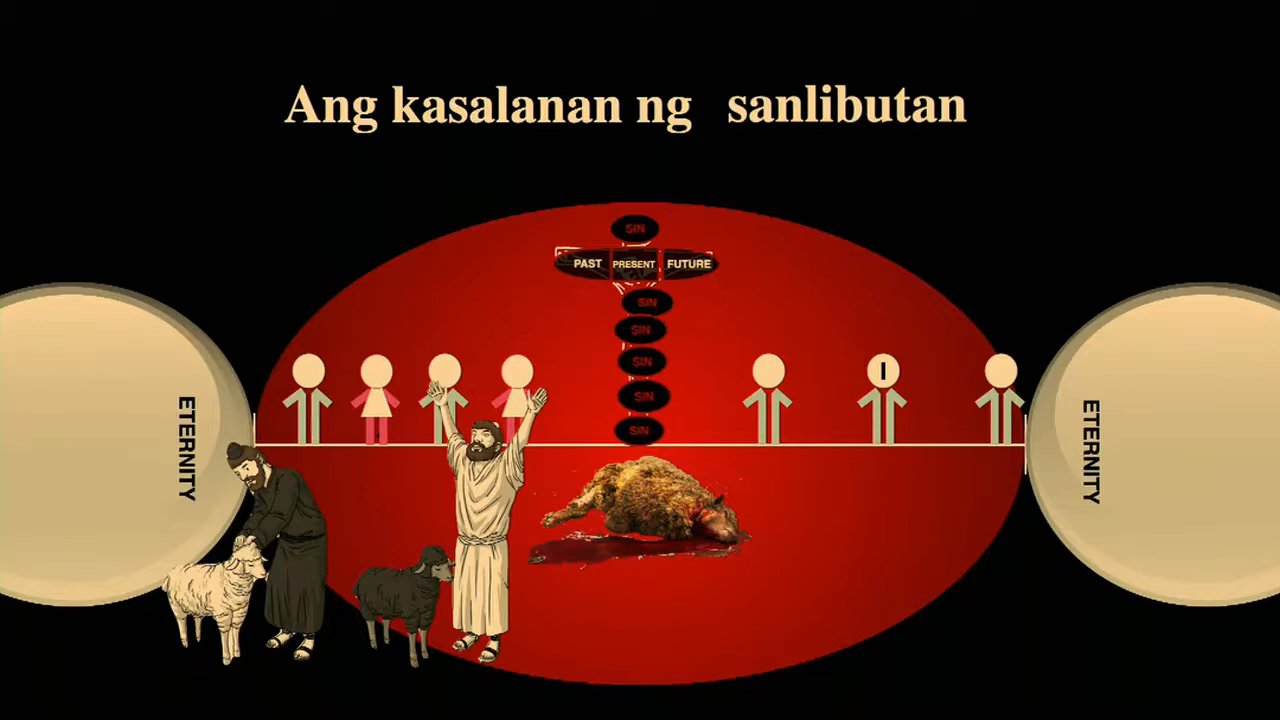 Ang kasalanan ng sanlibutan
SIN
PAST PRESENT FUTURE
SIN
SIN
SIN
SIN
SIN
I
ETERNITY
ETERNITY